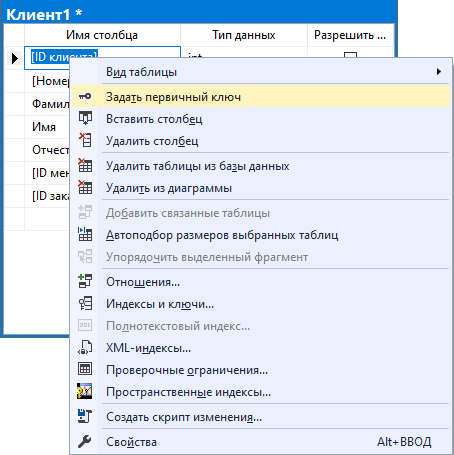 Клиент1 *
Имя столбца Тип данных Разрешить ...
[ID клиента] int
[Номер
Фамил
Имя
Отчест
[ID мен
[ID зака
Вид таблицы
Задать первичный ключ
Вставить столбец
Удалить столбец
Удалить таблицы из базы данных
Удалить из диаграммы
Добавить связанные таблицы
Автоподбор размеров выбранных таблиц
Упорядочить выделенный фрагмент
Отношения...
Индексы и ключи...
Полнотекстовый индекс...
XML-индексы...
Проверочные ограничения...
Пространственные индексы...
Создать скрипт изменения...
Свойства Alt+ВВОД